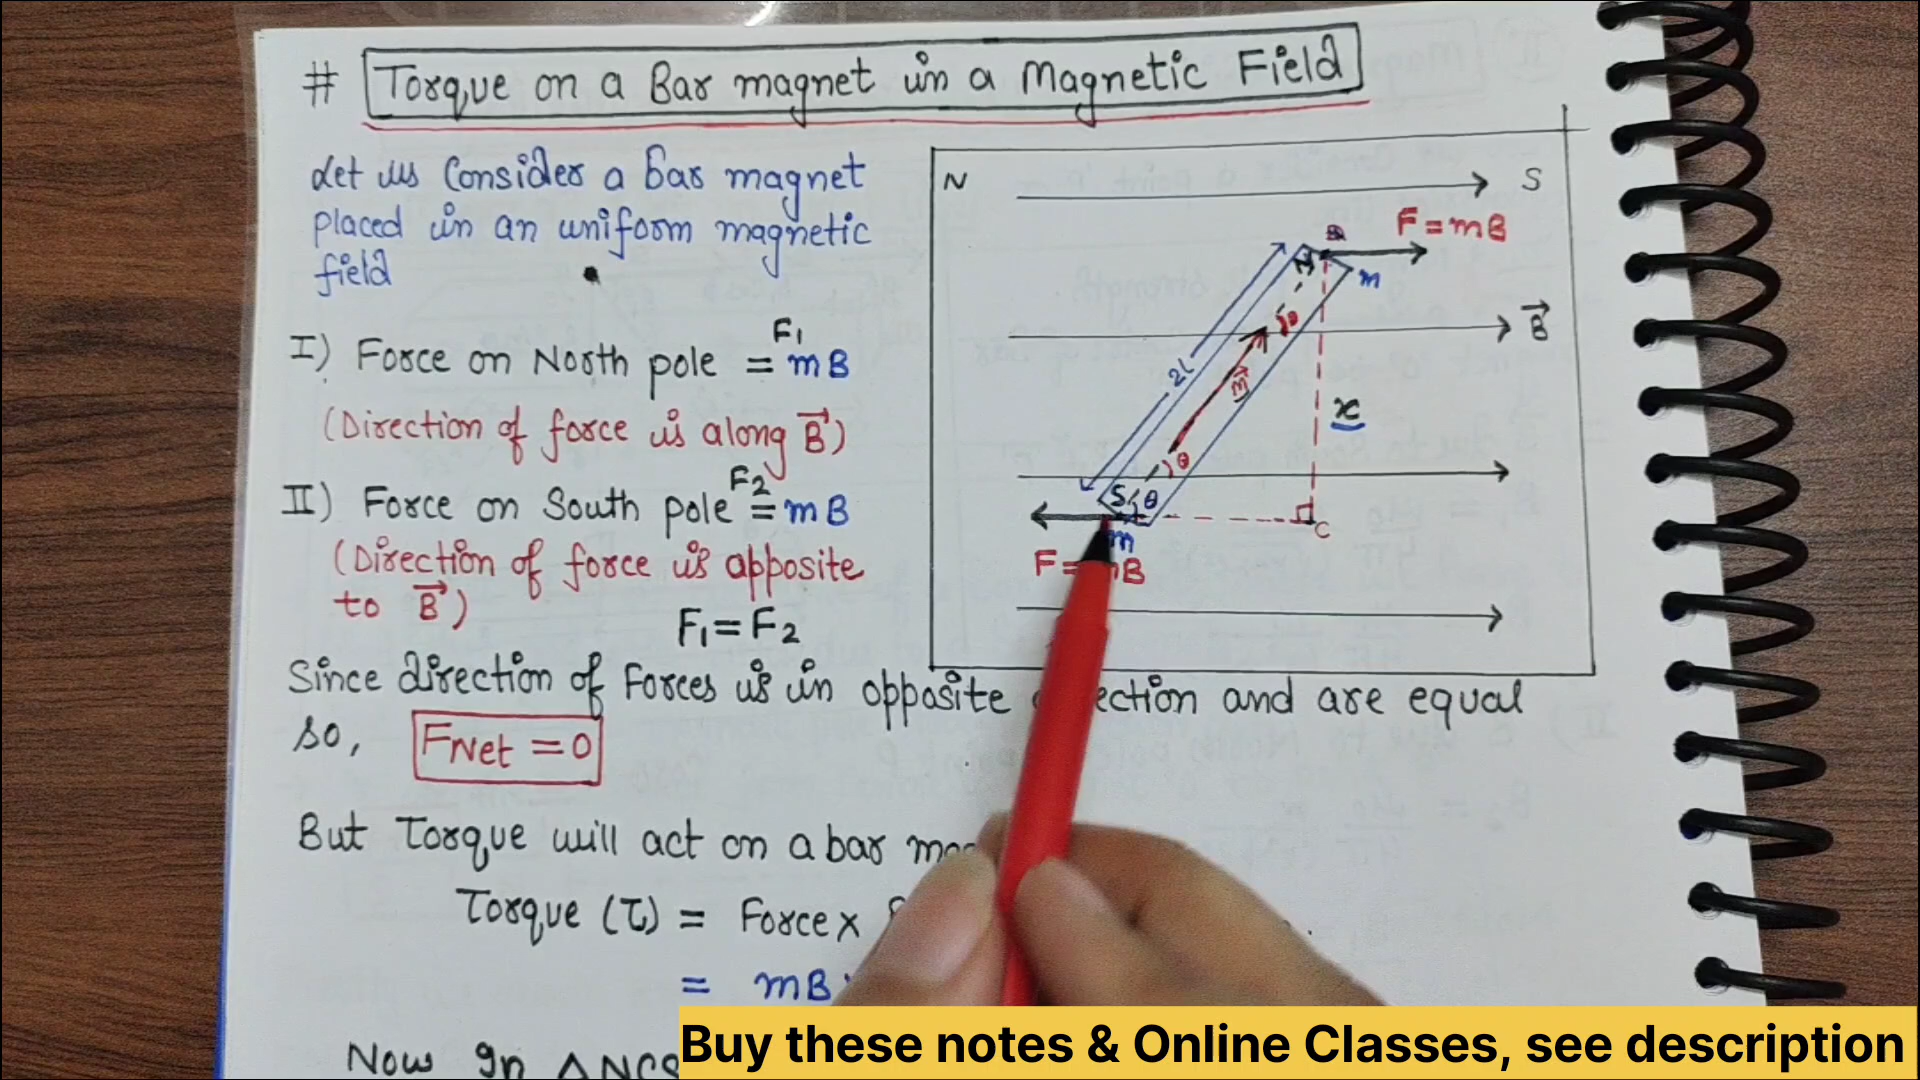 # Torque on a Bar magnet in a Magnetic Field
Let us Consider a bar magnet
placed in an uniform magnetic
field
I) Force on North pole = mB
F1
(Direction of force is along B⃗)
II) Force on South pole = mB
F2
(Direction of force is apposite
to B⃗)
F1 = F2
Since direction of Forces is in opposite
and are equal
so, FNet = 0
But Torque will act on a bar
Torque (τ) = Force x
= mB
Now In
N
S
F = mB
N
m
θ
B⃗
2l
M⃗
x
θ
S
θ
C
m
F =
B
Buy these notes & Online Classes, see description